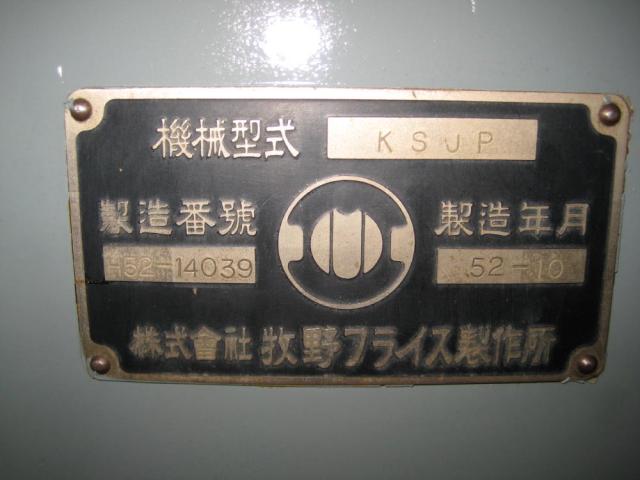 機械型式 KSJP
製造番號 製造年月
H52-14039 52-10
株式會社 牧野フライス製作所